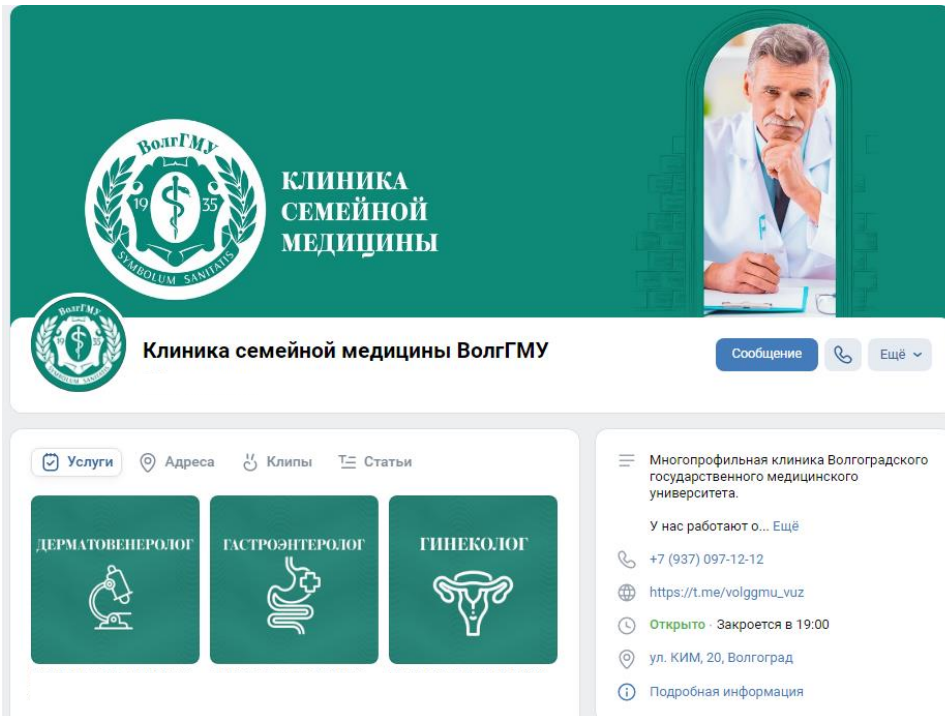 ВолгГМУ
19 35
SYMBOLUM SANITATIS
КЛИНИКА
СЕМЕЙНОЙ
МЕДИЦИНЫ
ВолгГМУ
19 35
SYMBOLUM SANITATIS
Клиника семейной медицины ВолгГМУ
Сообщение
Ещё
Услуги
Адреса
Клипы
Статьи
ДЕРМАТОВЕНЕРОЛОГ
ГАСТРОЭНТЕРОЛОГ
ГИНЕКОЛОГ
Многопрофильная клиника Волгоградского
государственного медицинского
университета.
У нас работают о... Ещё
+7 (937) 097-12-12
https://t.me/volggmu_vuz
Открыто · Закроется в 19:00
ул. КИМ, 20, Волгоград
Подробная информация